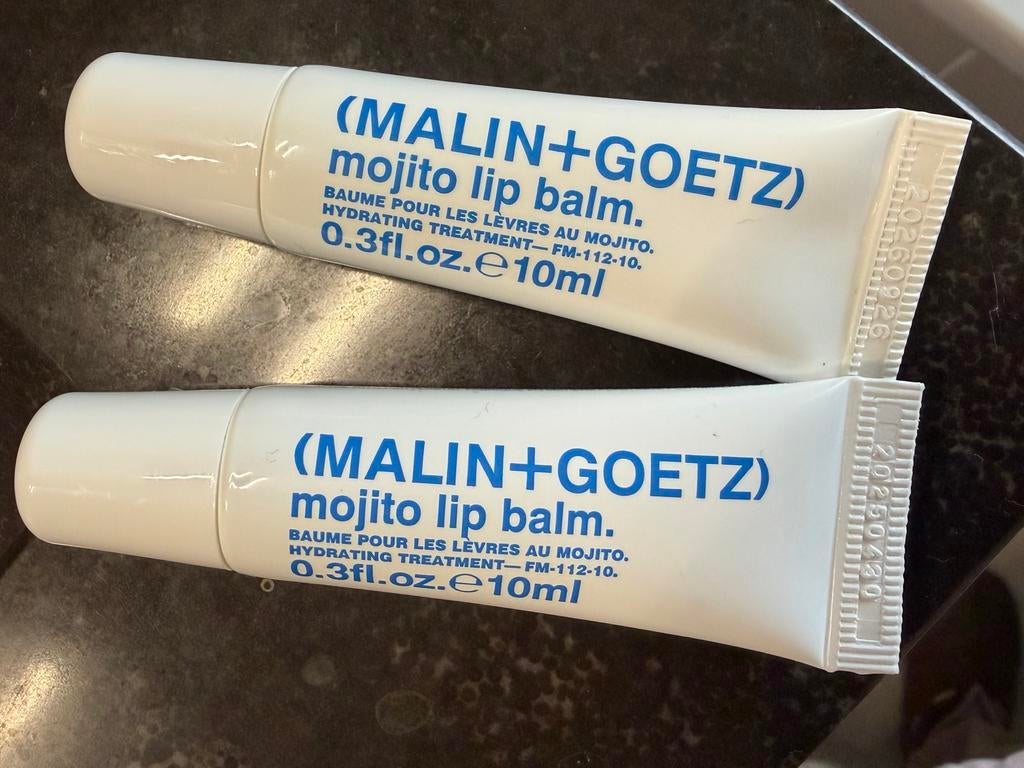 (MALIN+GOETZ)
mojito lip balm.
BAUME POUR LES LÈVRES AU MOJITO.
HYDRATING TREATMENT— FM-112-10.
0.3fl.oz.℮10ml
20260926
(MALIN+GOETZ)
mojito lip balm.
BAUME POUR LES LÈVRES AU MOJITO.
HYDRATING TREATMENT— FM-112-10.
0.3fl.oz.℮10ml
20250430